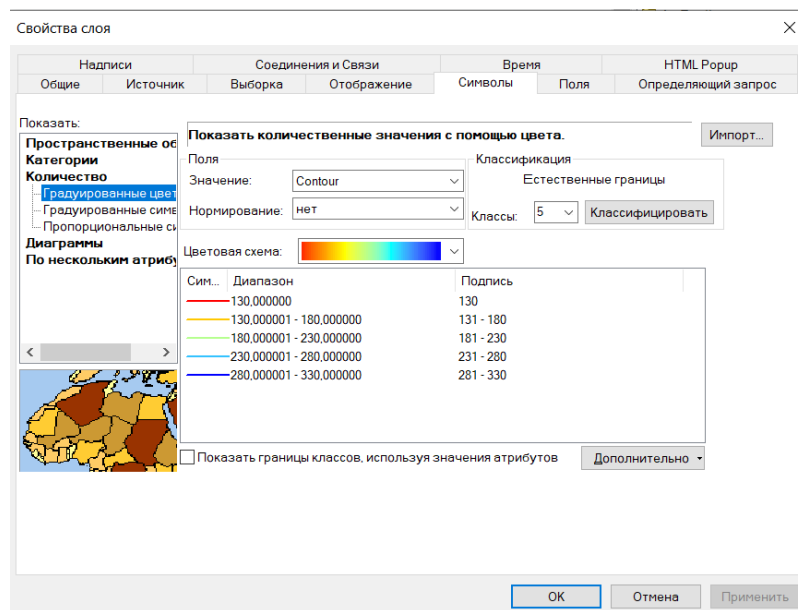 Свойства слоя
Надписи Соединения и Связи Время HTML Popup
Общие Источник Выборка Отображение Символы Поля Определяющий запрос
Показать:
Пространственные об
Категории
Количество
Градуированные цвет
Градуированные симв
Пропорциональные си
Диаграммы
По нескольким атрибу
Показать количественные значения с помощью цвета.
Импорт...
Поля
Значение: Contour
Нормирование: нет
Классификация
Естественные границы
Классы: 5 Классифицировать
Цветовая схема:
Сим... Диапазон Подпись
130,000000 130
130,000001 - 180,000000 131 - 180
180,000001 - 230,000000 181 - 230
230,000001 - 280,000000 231 - 280
280,000001 - 330,000000 281 - 330
Показать границы классов, используя значения атрибутов
Дополнительно
OK Отмена Применить